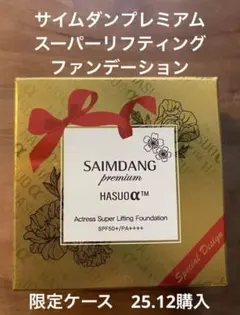 サイムダンプレミアム
スーパーリフティング
ファンデーション
SAIMDANG
premium
HASUOα™
Actress Super Lifting Foundation
SPF50+/PA++++
Special Design
限定ケース 25.12購入